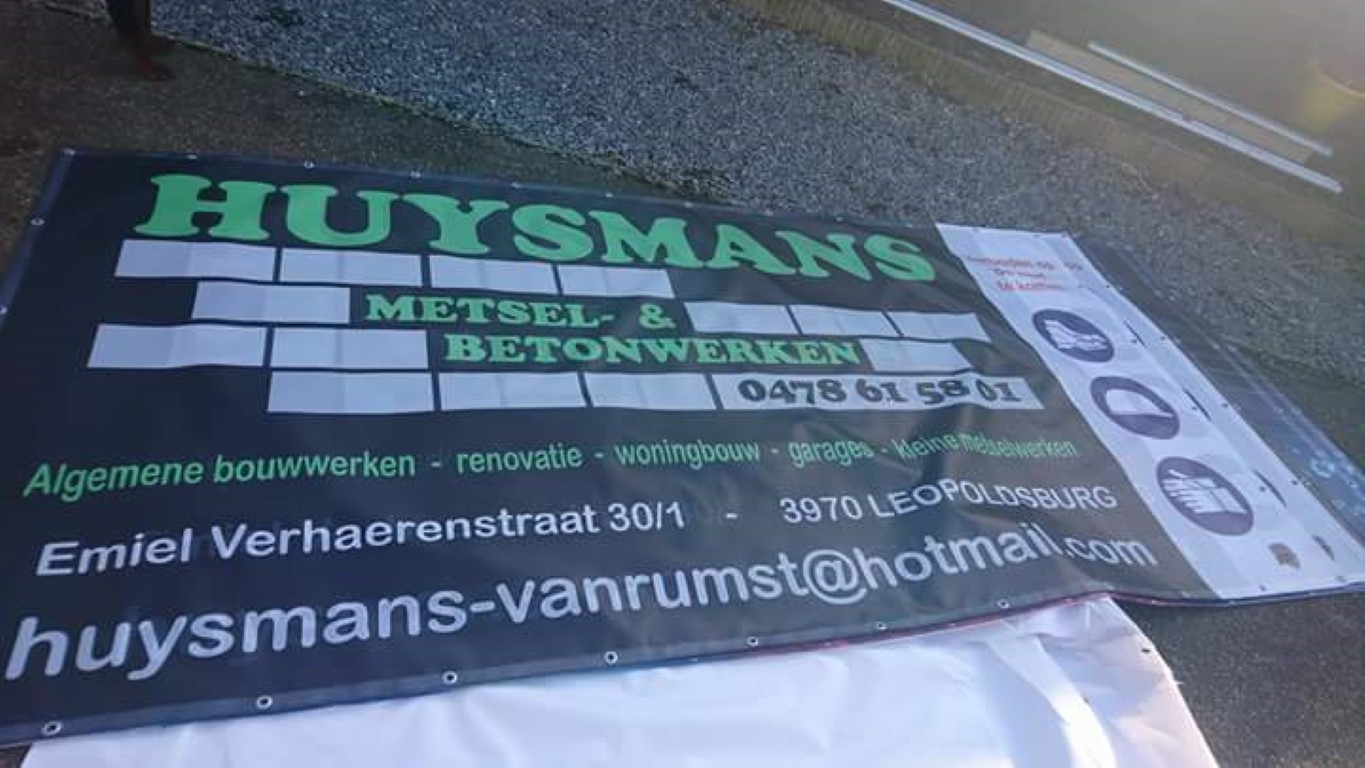 HUYSMANS
METSEL- &
BETONWERKEN
0478 61 58 01
Algemene bouwwerken - renovatie - woningbouw - garages - kleine metselwerken
Emiel Verhaerenstraat 30/1 - 3970 LEOPOLDSBURG
huysmans-vanrumst@hotmail.com